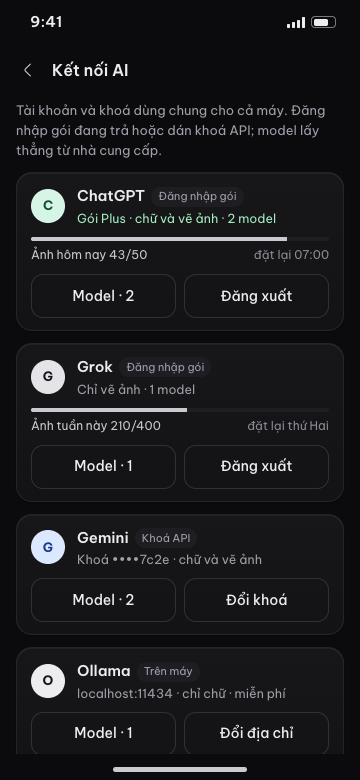 9:41
Kết nối AI
Tài khoản và khoá dùng chung cho cả máy. Đăng
nhập gói đang trả hoặc dán khoá API; model lấy
thẳng từ nhà cung cấp.
C
ChatGPT
Đăng nhập gói
Gói Plus · chữ và vẽ ảnh · 2 model
Ảnh hôm nay 43/50
đặt lại 07:00
Model · 2
Đăng xuất
G
Grok
Đăng nhập gói
Chỉ vẽ ảnh · 1 model
Ảnh tuần này 210/400
đặt lại thứ Hai
Model · 1
Đăng xuất
G
Gemini
Khoá API
Khoá ••••7c2e · chữ và vẽ ảnh
Model · 2
Đổi khoá
O
Ollama
Trên máy
localhost:11434 · chỉ chữ · miễn phí
Model · 1
Đổi địa chỉ